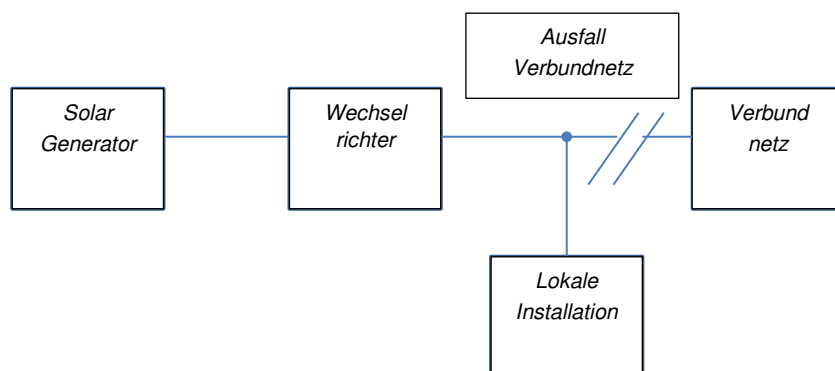 Ausfall
Verbundnetz
Solar
Generator
Wechsel
richter
Verbund
netz
Lokale
Installation